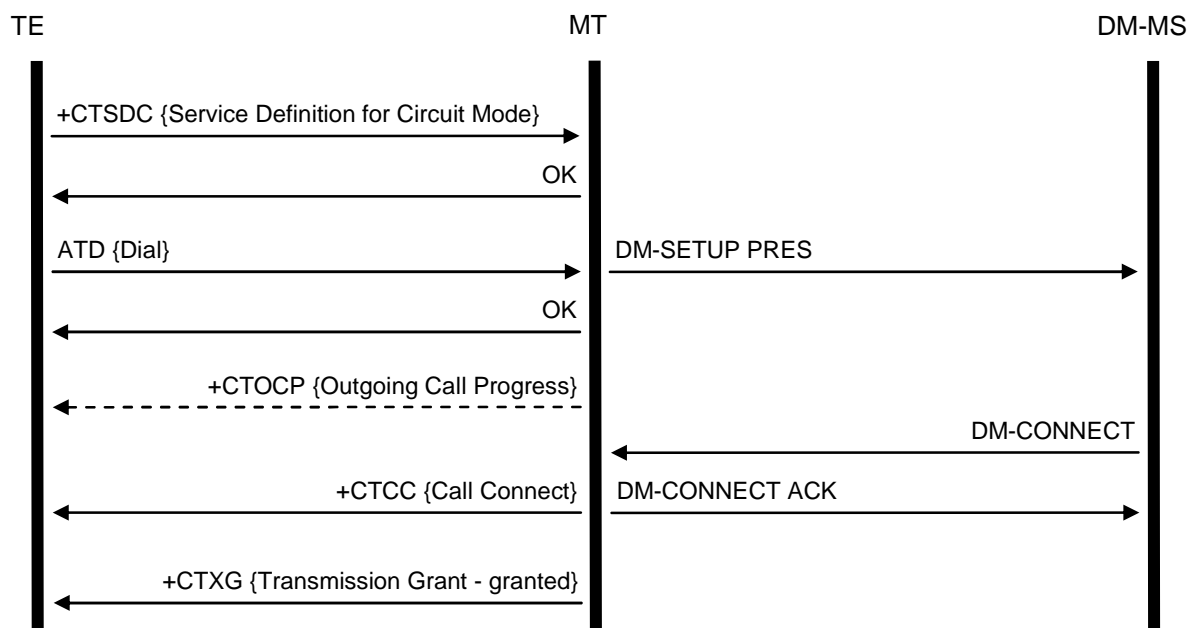 TE MT DM-MS
+CTSDC {Service Definition for Circuit Mode}
OK
ATD {Dial} DM-SETUP PRES
OK
+CTOCP {Outgoing Call Progress}
DM-CONNECT
+CTCC {Call Connect} DM-CONNECT ACK
+CTXG {Transmission Grant - granted}